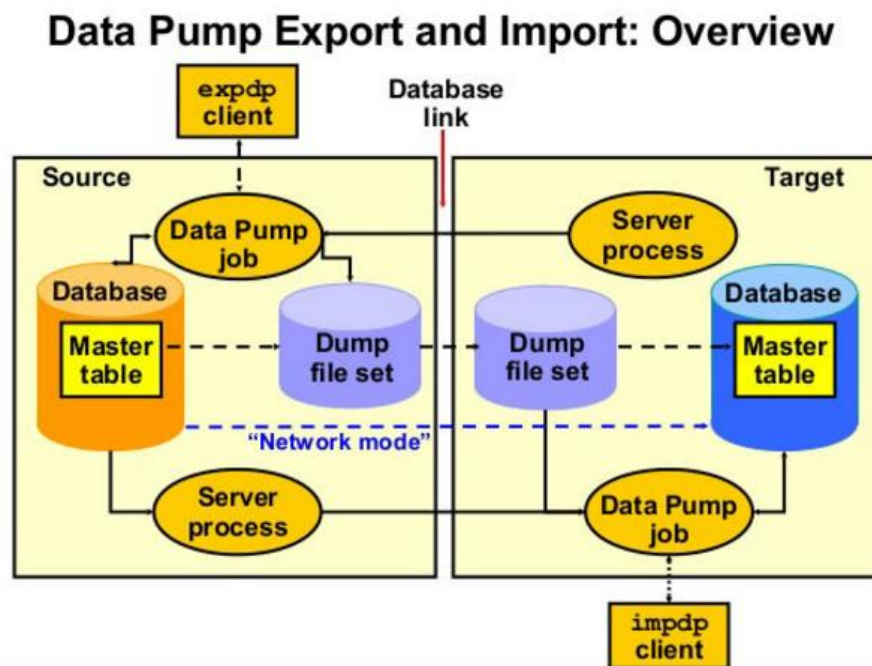 Data Pump Export and Import: Overview
expdp
client
Database
link
Source
Target
Data Pump
job
Server
process
Database
Master
table
Dump
file set
Dump
file set
Database
Master
table
“Network mode”
Server
process
Data Pump
job
impdp
client